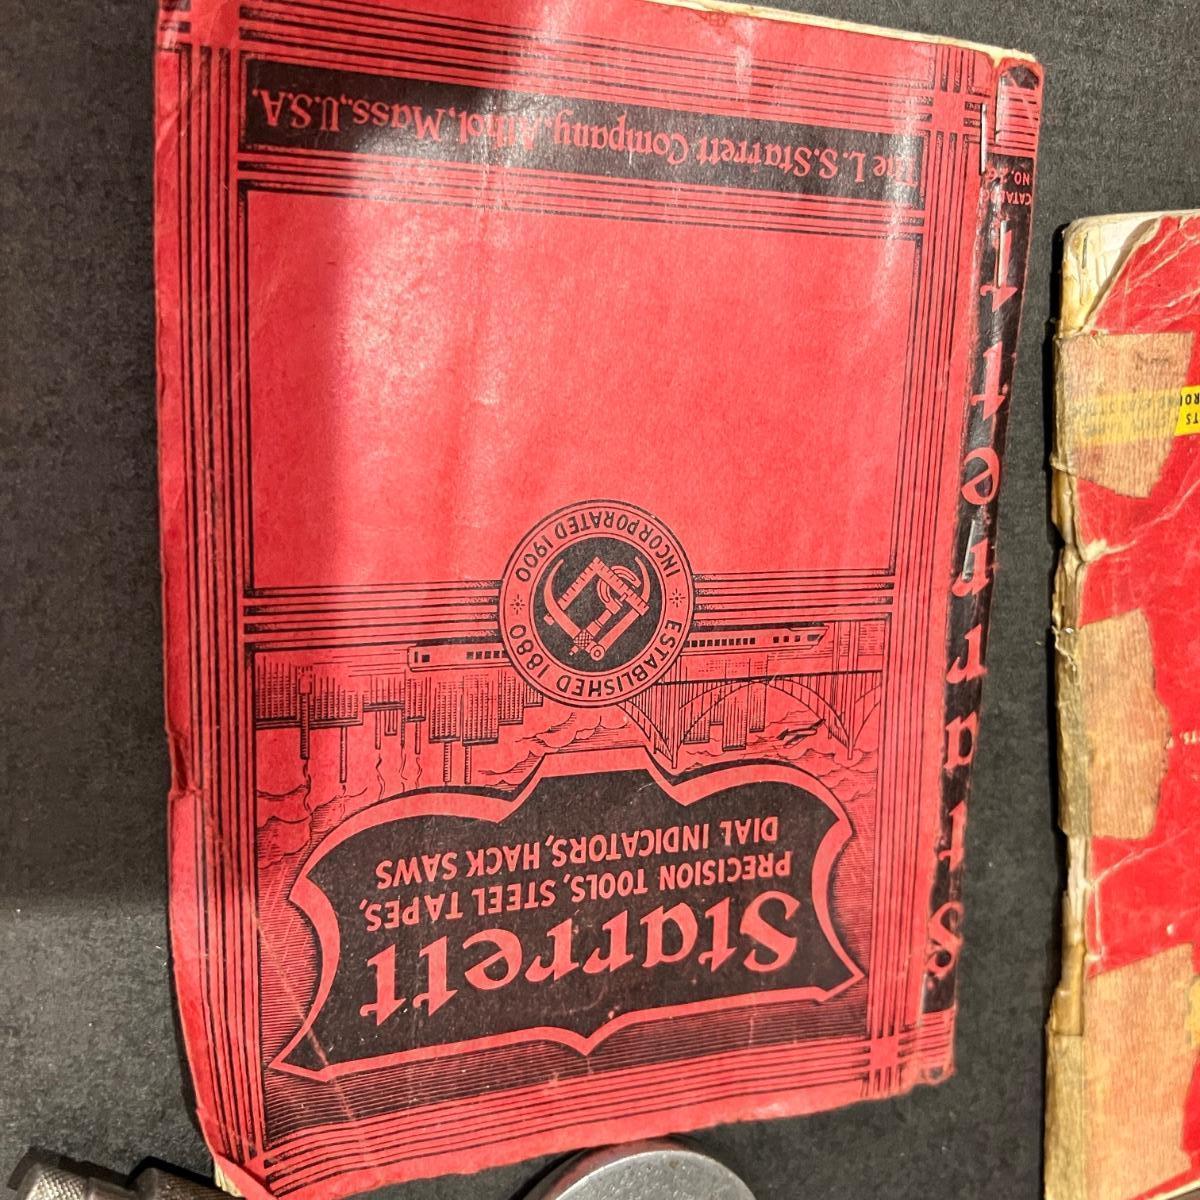 Starrett
PRECISION TOOLS, STEEL TAPES,
DIAL INDICATORS, HACK SAWS
ESTABLISHED 1880
INCORPORATED 1900
The L.S. Starrett Company, Athol, Mass., U.S.A.
Starrett
CATALOG
NO. 26